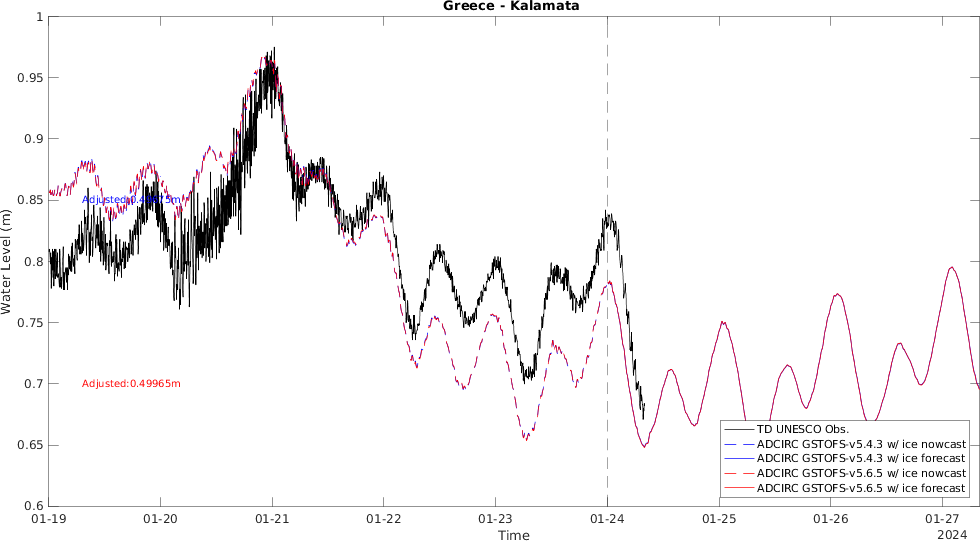 Greece - Kalamata
1
0.95
0.9
0.85
0.8
0.75
0.7
0.65
0.6
Water Level (m)
Adjusted:
Adjusted:0.49965m
TD UNESCO Obs.
ADCIRC GSTOFS-v5.4.3 w/ ice nowcast
ADCIRC GSTOFS-v5.4.3 w/ ice forecast
ADCIRC GSTOFS-v5.6.5 w/ ice nowcast
ADCIRC GSTOFS-v5.6.5 w/ ice forecast
01-19 01-20 01-21 01-22 01-23 01-24 01-25 01-26 01-27
Time
2024